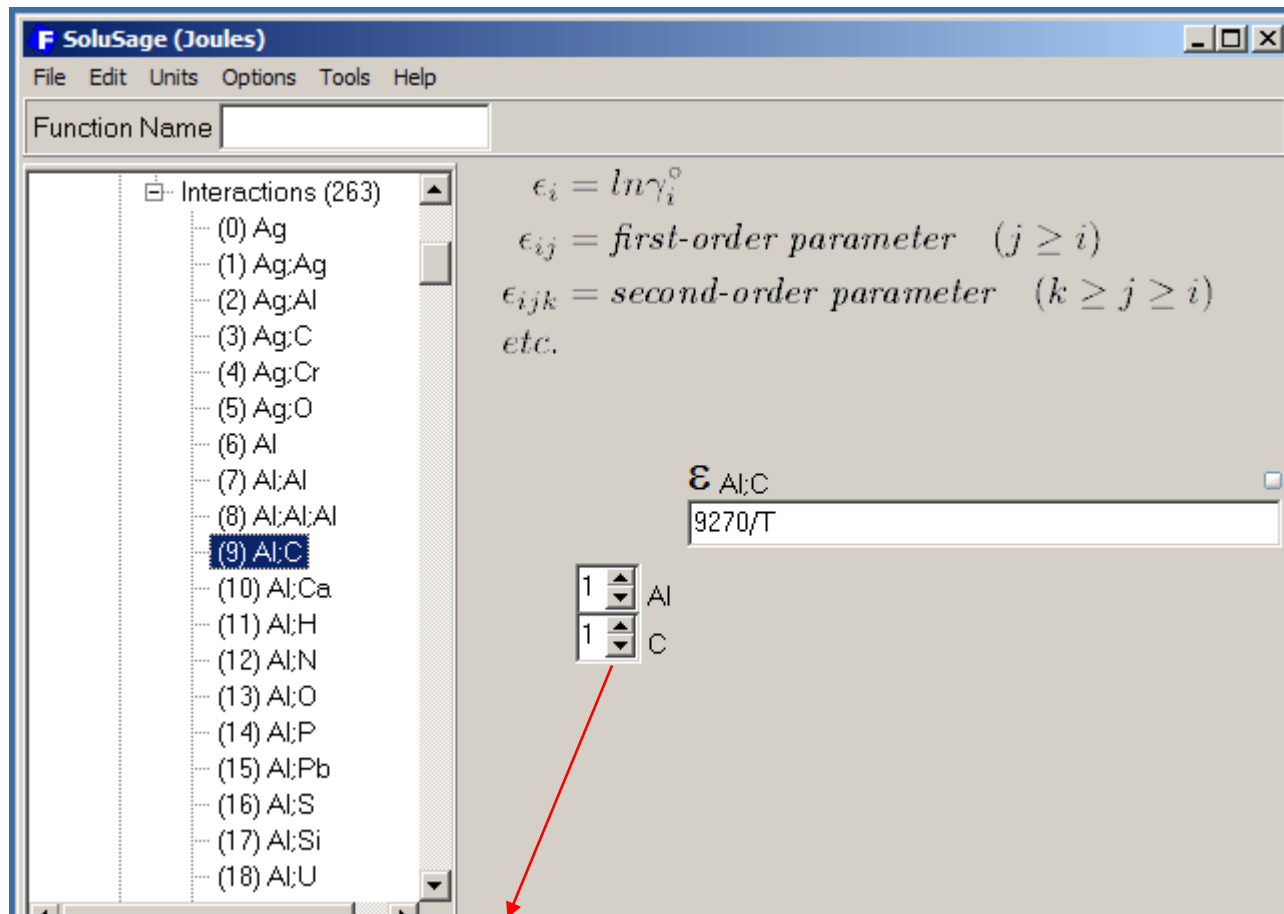 F SoluSage (Joules)
File Edit Units Options Tools Help
Function Name
Interactions (263)
(0) Ag
(1) Ag;Ag
(2) Ag;Al
(3) Ag;C
(4) Ag;Cr
(5) Ag;O
(6) Al
(7) Al;Al
(8) Al;Al;Al
(9) Al;C
(10) Al;Ca
(11) Al;H
(12) Al;N
(13) Al;O
(14) Al;P
(15) Al;Pb
(16) Al;S
(17) Al;Si
(18) Al;U
ϵᵢ = lnγᵢ°
ϵᵢⱼ = first-order parameter (j ≥ i)
ϵᵢⱼₖ = second-order parameter (k ≥ j ≥ i)
etc.
ε Al;C
9270/T
1 Al
1 C